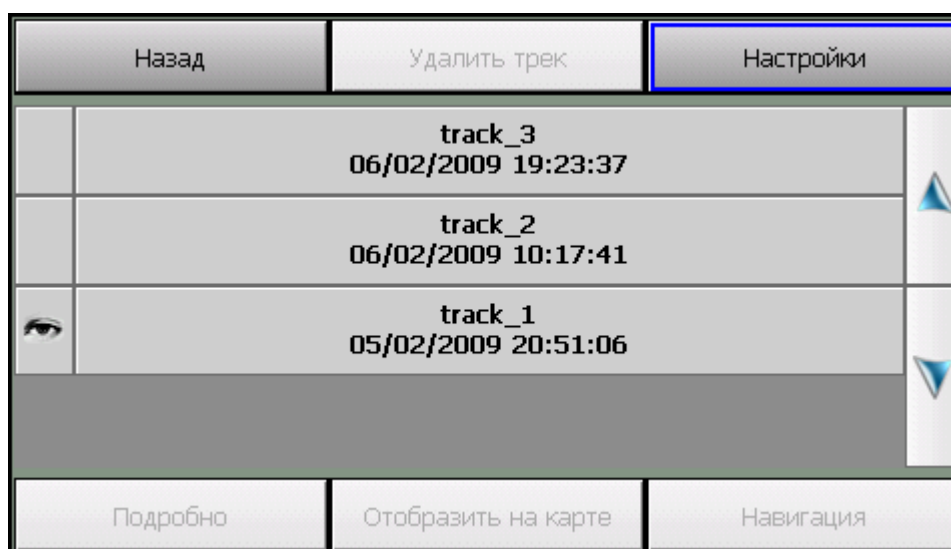 Назад
Удалить трек
Настройки
track_3
06/02/2009 19:23:37
track_2
06/02/2009 10:17:41
track_1
05/02/2009 20:51:06
Подробно
Отобразить на карте
Навигация